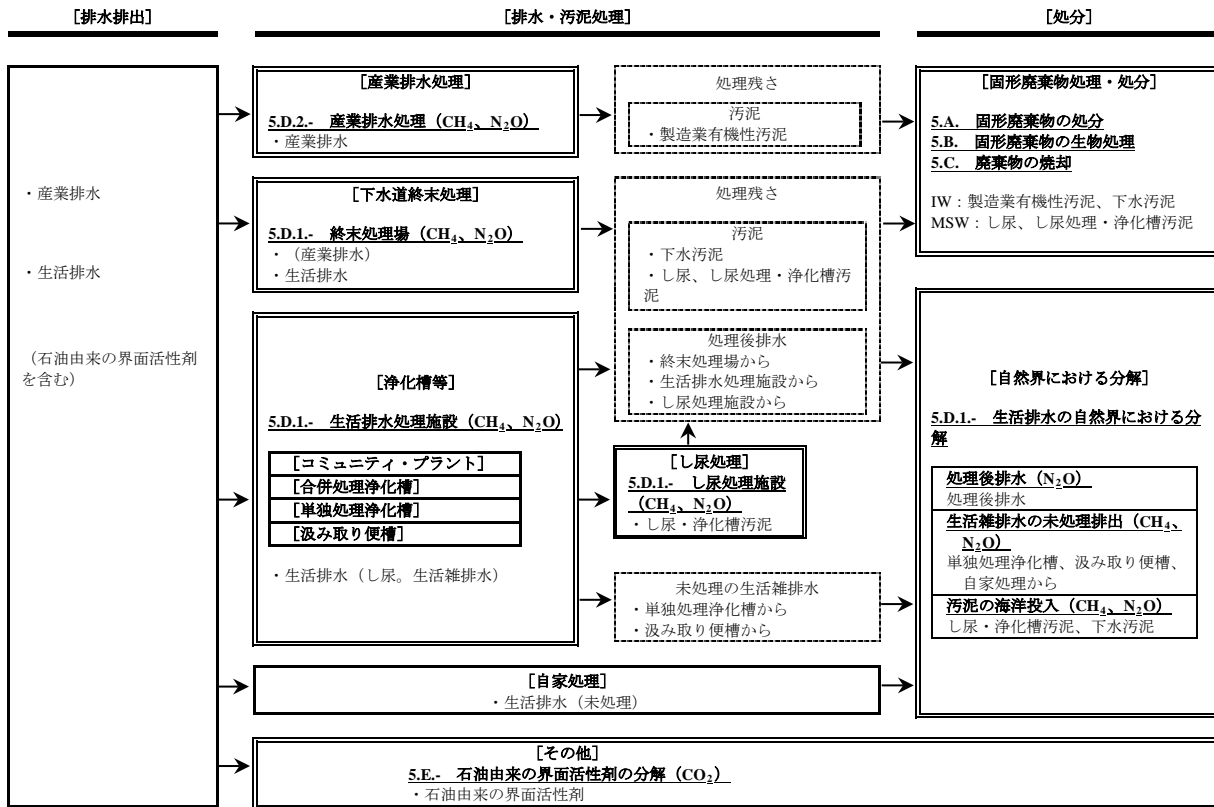 ［排水排出］
［排水・汚泥処理］
［処分］
・産業排水
・生活排水
（石油由来の界面活性剤
を含む）
［産業排水処理］
5.D.2.-　産業排水処理（CH₄、N₂O）
・産業排水
［下水道終末処理］
5.D.1.-　終末処理場（CH₄、N₂O）
・（産業排水）
・生活排水
［浄化槽等］
5.D.1.-　生活排水処理施設（CH₄、N₂O）
［コミュニティ・プラント］
［合併処理浄化槽］
［単独処理浄化槽］
［汲み取り便槽］
・生活排水（し尿。生活雑排水）
処理残さ
汚泥
・製造業有機性汚泥
処理残さ
汚泥
・下水汚泥
・し尿、し尿処理・浄化槽汚
泥
処理後排水
・終末処理場から
・生活排水処理施設から
・し尿処理施設から
［し尿処理］
5.D.1.-　し尿処理施設
（CH₄、N₂O）
・し尿・浄化槽汚泥
未処理の生活雑排水
・単独処理浄化槽から
・汲み取り便槽から
［自家処理］
・生活排水（未処理）
［その他］
5.E.-　石油由来の界面活性剤の分解（CO₂）
・石油由来の界面活性剤
［固形廃棄物処理・処分］
5.A.　固形廃棄物の処分
5.B.　固形廃棄物の生物処理
5.C.　廃棄物の焼却
IW：製造業有機性汚泥、下水汚泥
MSW：し尿、し尿処理・浄化槽汚泥
［自然界における分解］
5.D.1.-　生活排水の自然界における分
解
処理後排水（N₂O）
処理後排水
生活雑排水の未処理排出（CH₄、
N₂O）
単独処理浄化槽、汲み取り便槽、
自家処理から
汚泥の海洋投入（CH₄、N₂O）
し尿・浄化槽汚泥、下水汚泥